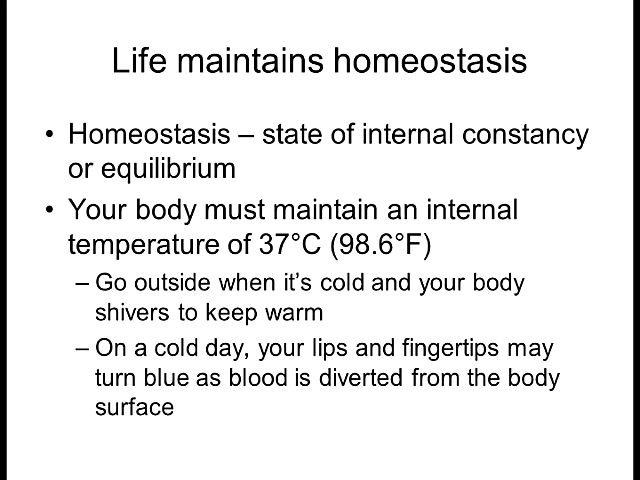 Life maintains homeostasis
• Homeostasis – state of internal constancy
or equilibrium
• Your body must maintain an internal
temperature of 37°C (98.6°F)
– Go outside when it’s cold and your body
shivers to keep warm
– On a cold day, your lips and fingertips may
turn blue as blood is diverted from the body
surface